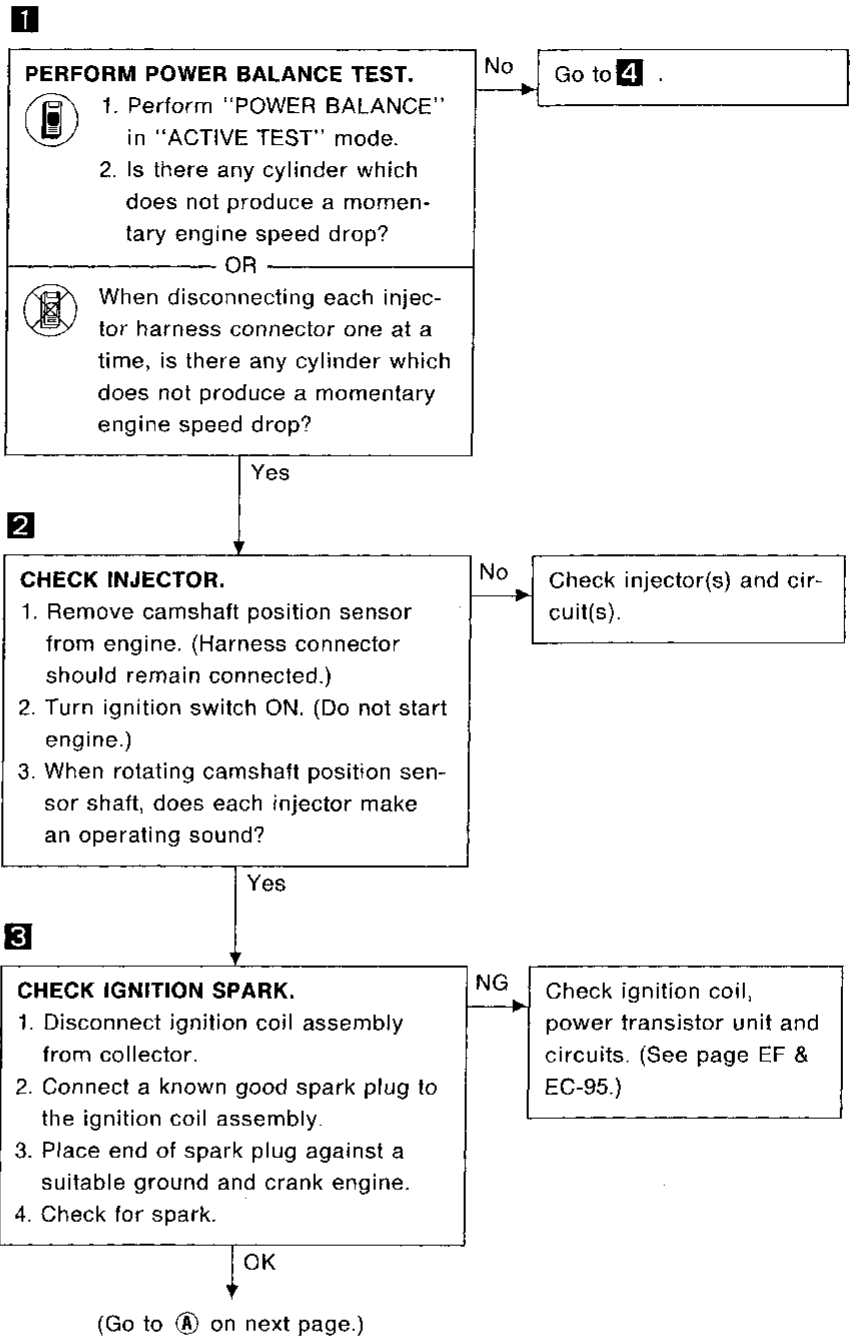 1
PERFORM POWER BALANCE TEST.
1. Perform "POWER BALANCE"
in "ACTIVE TEST" mode.
2. Is there any cylinder which
does not produce a momen-
tary engine speed drop?
OR
When disconnecting each injec-
tor harness connector one at a
time, is there any cylinder which
does not produce a momentary
engine speed drop?
No
Go to 4 .
Yes
2
CHECK INJECTOR.
1. Remove camshaft position sensor
from engine. (Harness connector
should remain connected.)
2. Turn ignition switch ON. (Do not start
engine.)
3. When rotating camshaft position sen-
sor shaft, does each injector make
an operating sound?
No
Check injector(s) and cir-
cuit(s).
Yes
3
CHECK IGNITION SPARK.
1. Disconnect ignition coil assembly
from collector.
2. Connect a known good spark plug to
the ignition coil assembly.
3. Place end of spark plug against a
suitable ground and crank engine.
4. Check for spark.
NG
Check ignition coil,
power transistor unit and
circuits. (See page EF &
EC-95.)
OK
(Go to Ⓐ on next page.)